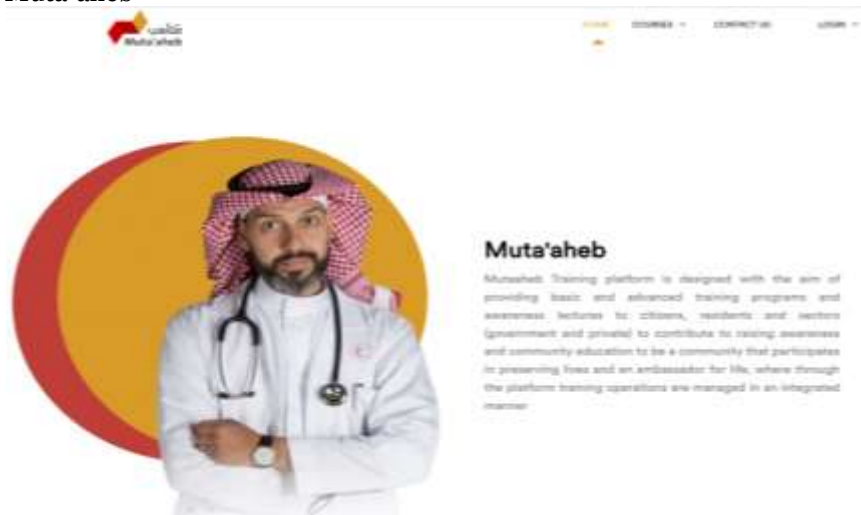 متأهب
Muta'aheb
HOME COURSES CONTACT US LOGIN
Muta'aheb
Mutaaheb Training platform is designed with the aim of
providing basic and advanced training programs and
awareness lectures to citizens, residents and sectors
(government and private) to contribute to raising awareness
and community education to be a community that participates
in preserving lives and an ambassador for life, where through
the platform training operations are managed in an integrated
manner